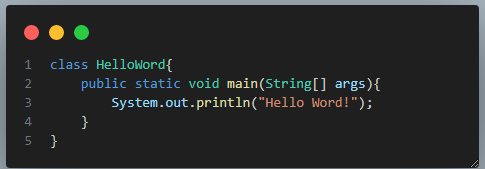 1 class HelloWord{
2     public static void main(String[] args){
3         System.out.println("Hello Word!");
4     }
5 }